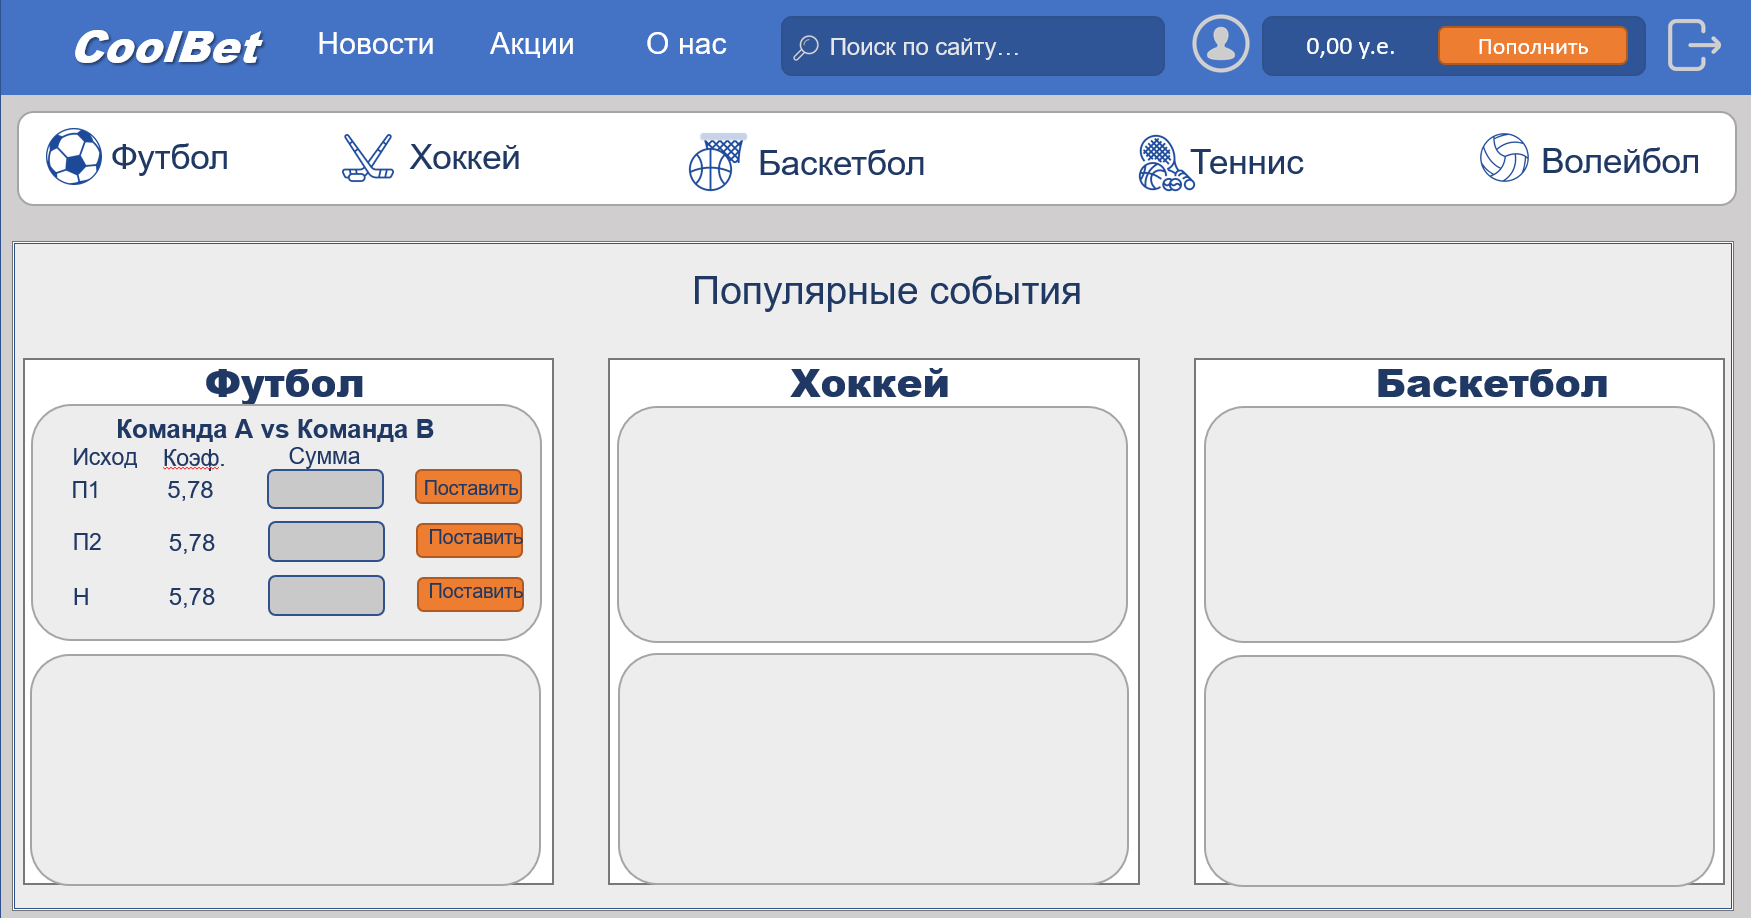 CoolBet Новости Акции О нас Поиск по сайту... 0,00 у.е. Пополнить
Футбол Хоккей Баскетбол Теннис Волейбол
Популярные события
Футбол Хоккей Баскетбол
Команда А vs Команда В
Исход Коэф. Сумма
П1 5,78 Поставить
П2 5,78 Поставить
Н 5,78 Поставить